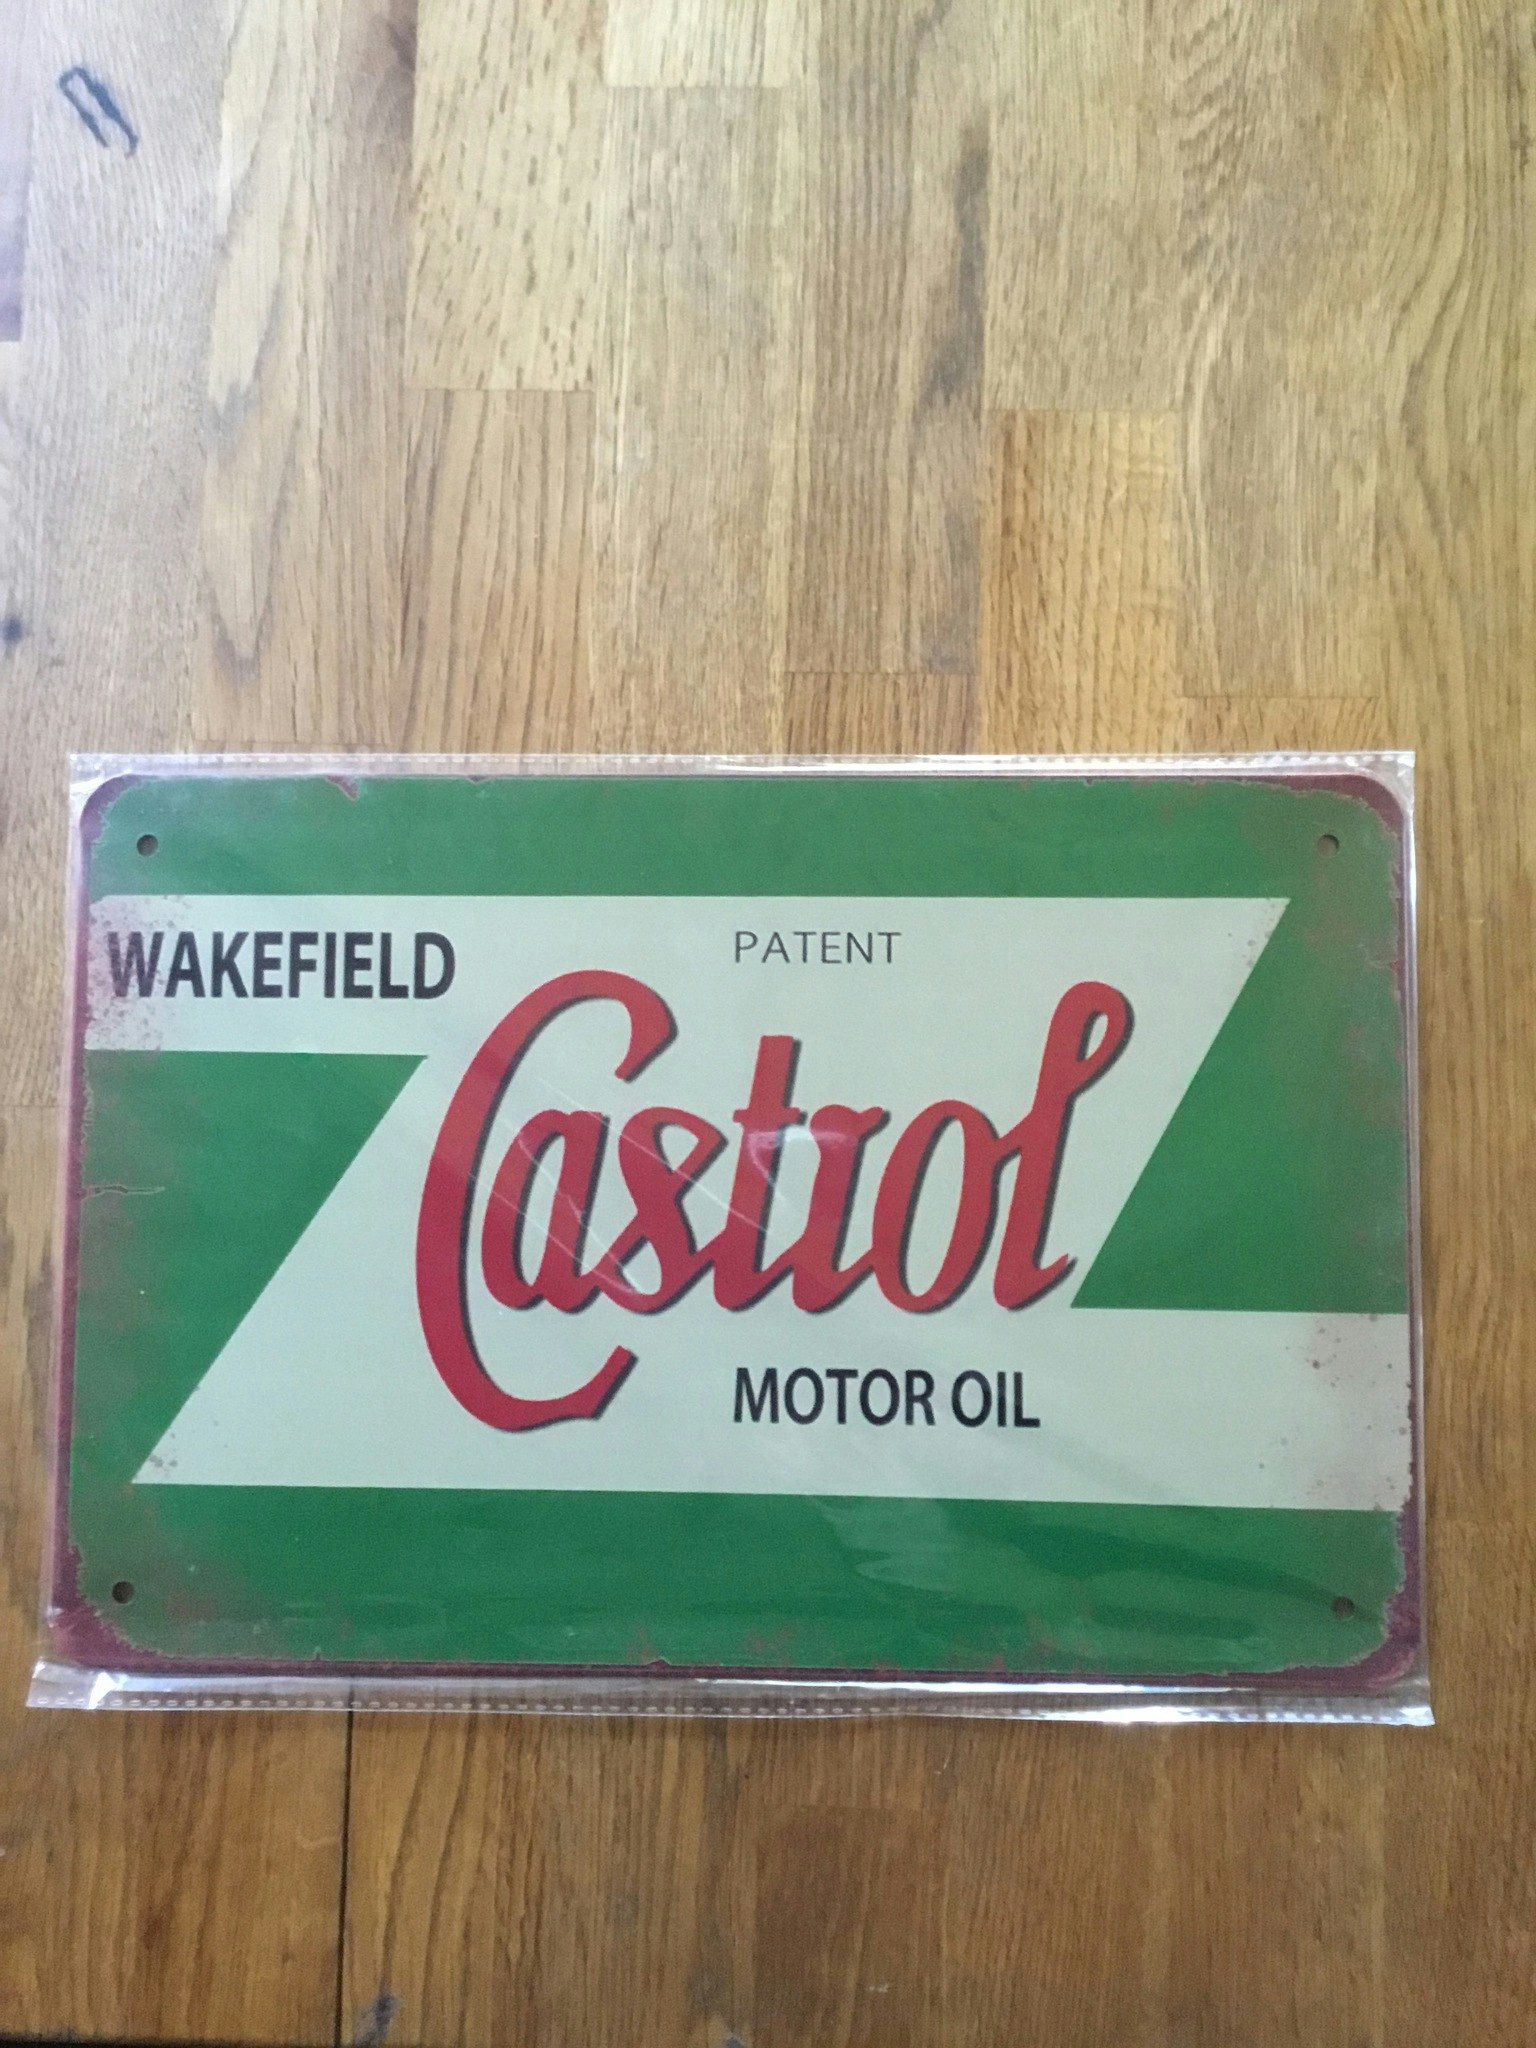 WAKEFIELD
PATENT
Castrol
MOTOR OIL